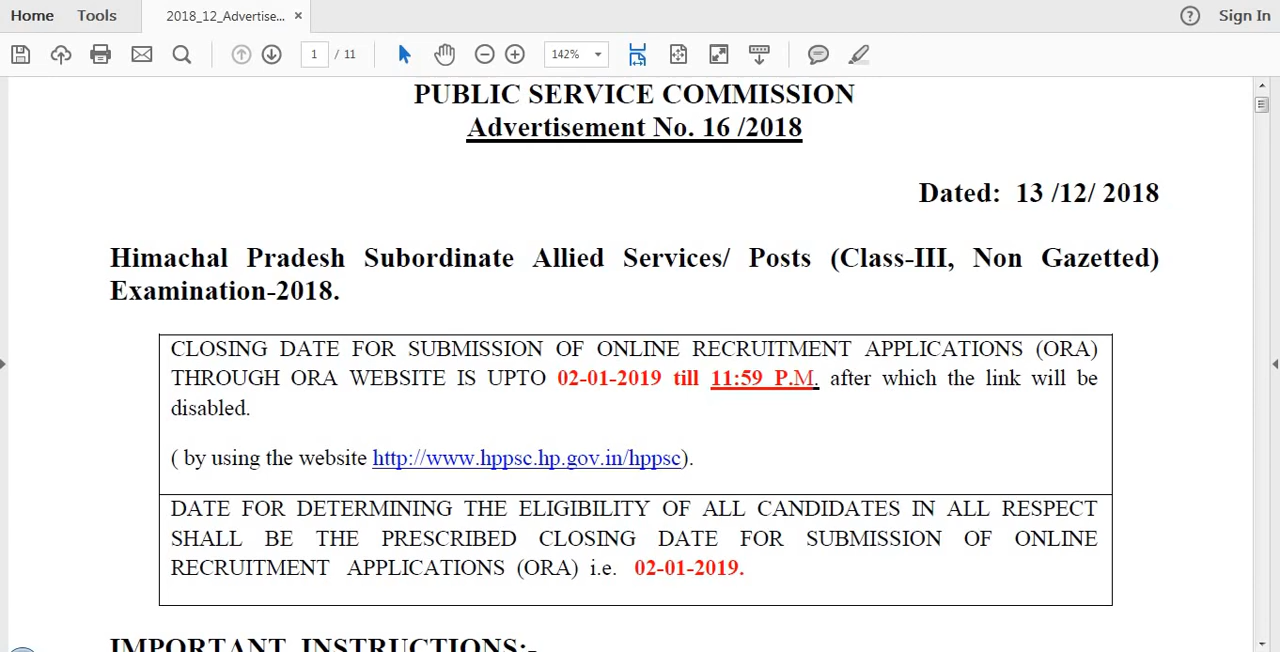 Home Tools 2018_12_Advertise... × Sign In
1 / 11 142%
PUBLIC SERVICE COMMISSION
Advertisement No. 16 /2018
Dated: 13 /12/ 2018
Himachal Pradesh Subordinate Allied Services/ Posts (Class-III, Non Gazetted)
Examination-2018.
CLOSING DATE FOR SUBMISSION OF ONLINE RECRUITMENT APPLICATIONS (ORA)
THROUGH ORA WEBSITE IS UPTO 02-01-2019 till 11:59 P.M. after which the link will be
disabled.
( by using the website http://www.hppsc.hp.gov.in/hppsc).
DATE FOR DETERMINING THE ELIGIBILITY OF ALL CANDIDATES IN ALL RESPECT
SHALL BE THE PRESCRIBED CLOSING DATE FOR SUBMISSION OF ONLINE
RECRUITMENT APPLICATIONS (ORA) i.e. 02-01-2019.
IMPORTANT INSTRUCTIONS:-